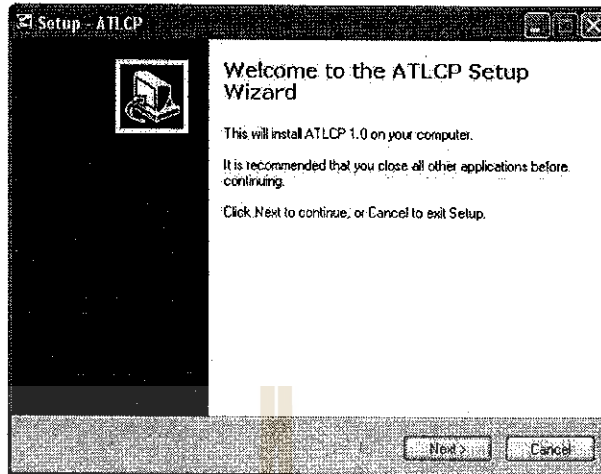 Setup - ATLCP
Welcome to the ATLCP Setup
Wizard
This will install ATLCP 1.0 on your computer.
It is recommended that you close all other applications before
continuing.
Click Next to continue, or Cancel to exit Setup.
Next >
Cancel